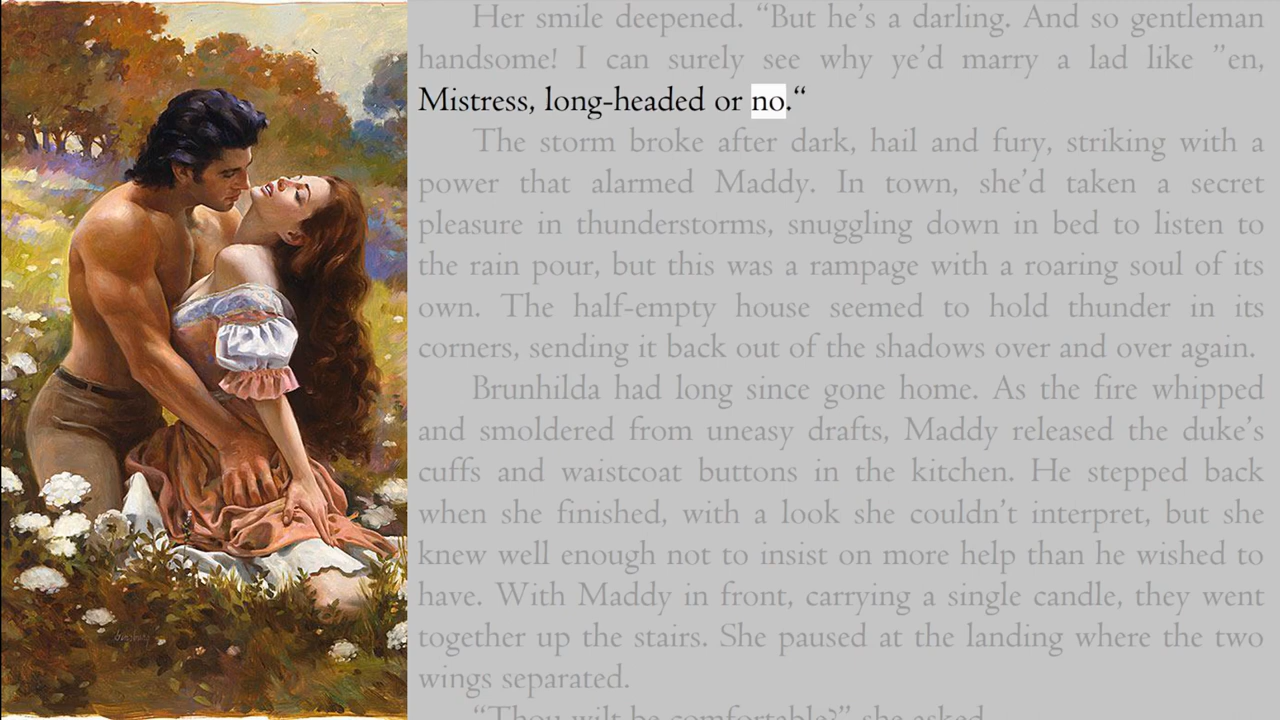 Her smile deepened. “But he’s a darling. And so gentleman
handsome! I can surely see why ye’d marry a lad like ”en,
Mistress, long-headed or no.“
The storm broke after dark, hail and fury, striking with a
power that alarmed Maddy. In town, she’d taken a secret
pleasure in thunderstorms, snuggling down in bed to listen to
the rain pour, but this was a rampage with a roaring soul of its
own. The half-empty house seemed to hold thunder in its
corners, sending it back out of the shadows over and over again.
Brunhilda had long since gone home. As the fire whipped
and smoldered from uneasy drafts, Maddy released the duke’s
cuffs and waistcoat buttons in the kitchen. He stepped back
when she finished, with a look she couldn’t interpret, but she
knew well enough not to insist on more help than he wished to
have. With Maddy in front, carrying a single candle, they went
together up the stairs. She paused at the landing where the two
wings separated.
“Thou wilt be comfortable?” she asked.